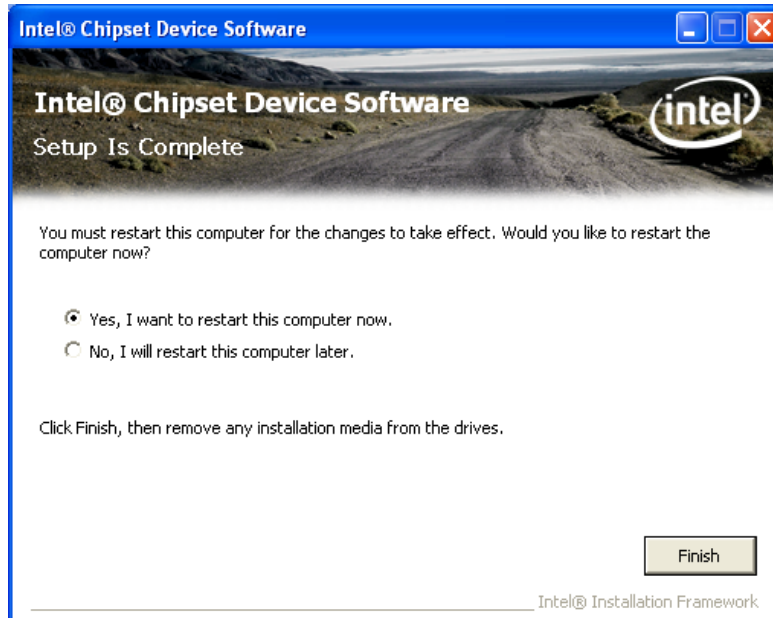 Intel® Chipset Device Software
Intel® Chipset Device Software
intel
Setup Is Complete
You must restart this computer for the changes to take effect. Would you like to restart the
computer now?
Yes, I want to restart this computer now.
No, I will restart this computer later.
Click Finish, then remove any installation media from the drives.
Finish
Intel® Installation Framework